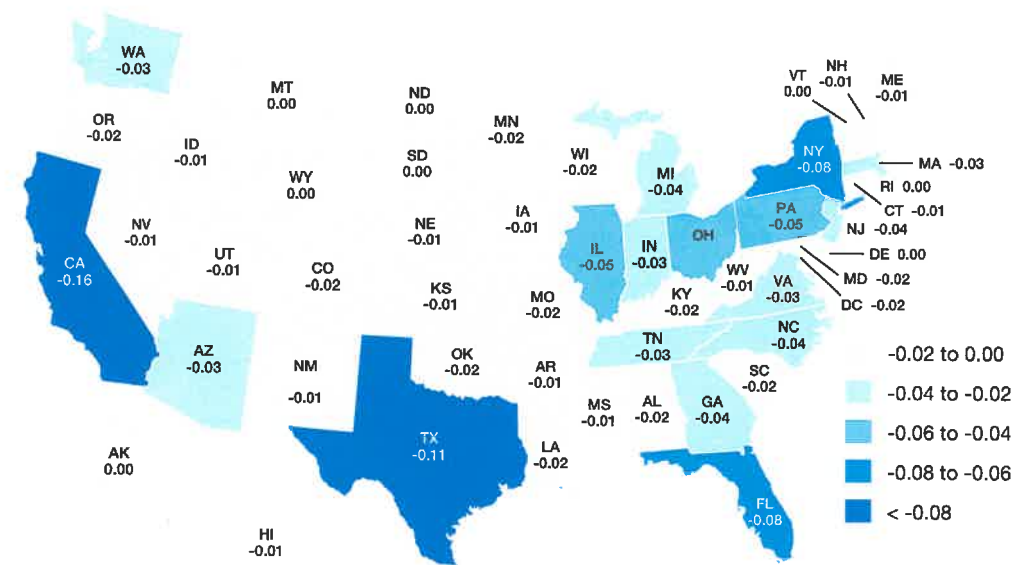 WA
-0.03
MT
0.00
ND
0.00
MN
-0.02
VT
0.00
NH
-0.01
ME
-0.01
OR
-0.02
ID
-0.01
WY
0.00
SD
0.00
WI
-0.02
MI
-0.04
NY
-0.08
MA -0.03
RI 0.00
CT -0.01
NJ -0.04
DE 0.00
MD -0.02
DC -0.02
NV
-0.01
UT
-0.01
CO
-0.02
NE
-0.01
IA
-0.01
IL
-0.05
IN
-0.03
OH
PA
-0.05
CA
-0.16
KS
-0.01
MO
-0.02
KY
-0.02
WV
-0.01
VA
-0.03
AZ
-0.03
NM
-0.01
OK
-0.02
AR
-0.01
TN
-0.03
NC
-0.04
SC
-0.02
MS
-0.01
AL
-0.02
GA
-0.04
TX
-0.11
LA
-0.02
FL
-0.08
AK
0.00
HI
-0.01
-0.02 to 0.00
-0.04 to -0.02
-0.06 to -0.04
-0.08 to -0.06
< -0.08